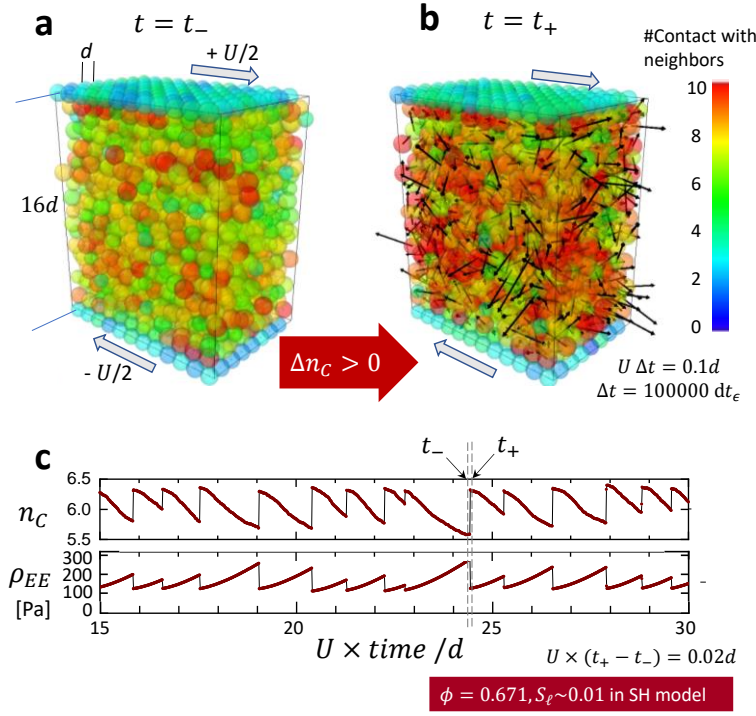 a
t = t₋
b
t = t₊
#Contact with
neighbors
d
+ U/2
10
8
6
4
2
0
16d
- U/2
Δn_C > 0
U Δt = 0.1d
Δt = 100000 dt_ϵ
c
t₋
t₊
6.5
n_C
6.0
5.5
300
ρ_EE
200
[Pa]
100
0
15
20
25
30
U × time /d
U × (t₊ − t₋) = 0.02d
ϕ = 0.671, S_ℓ~0.01 in SH model